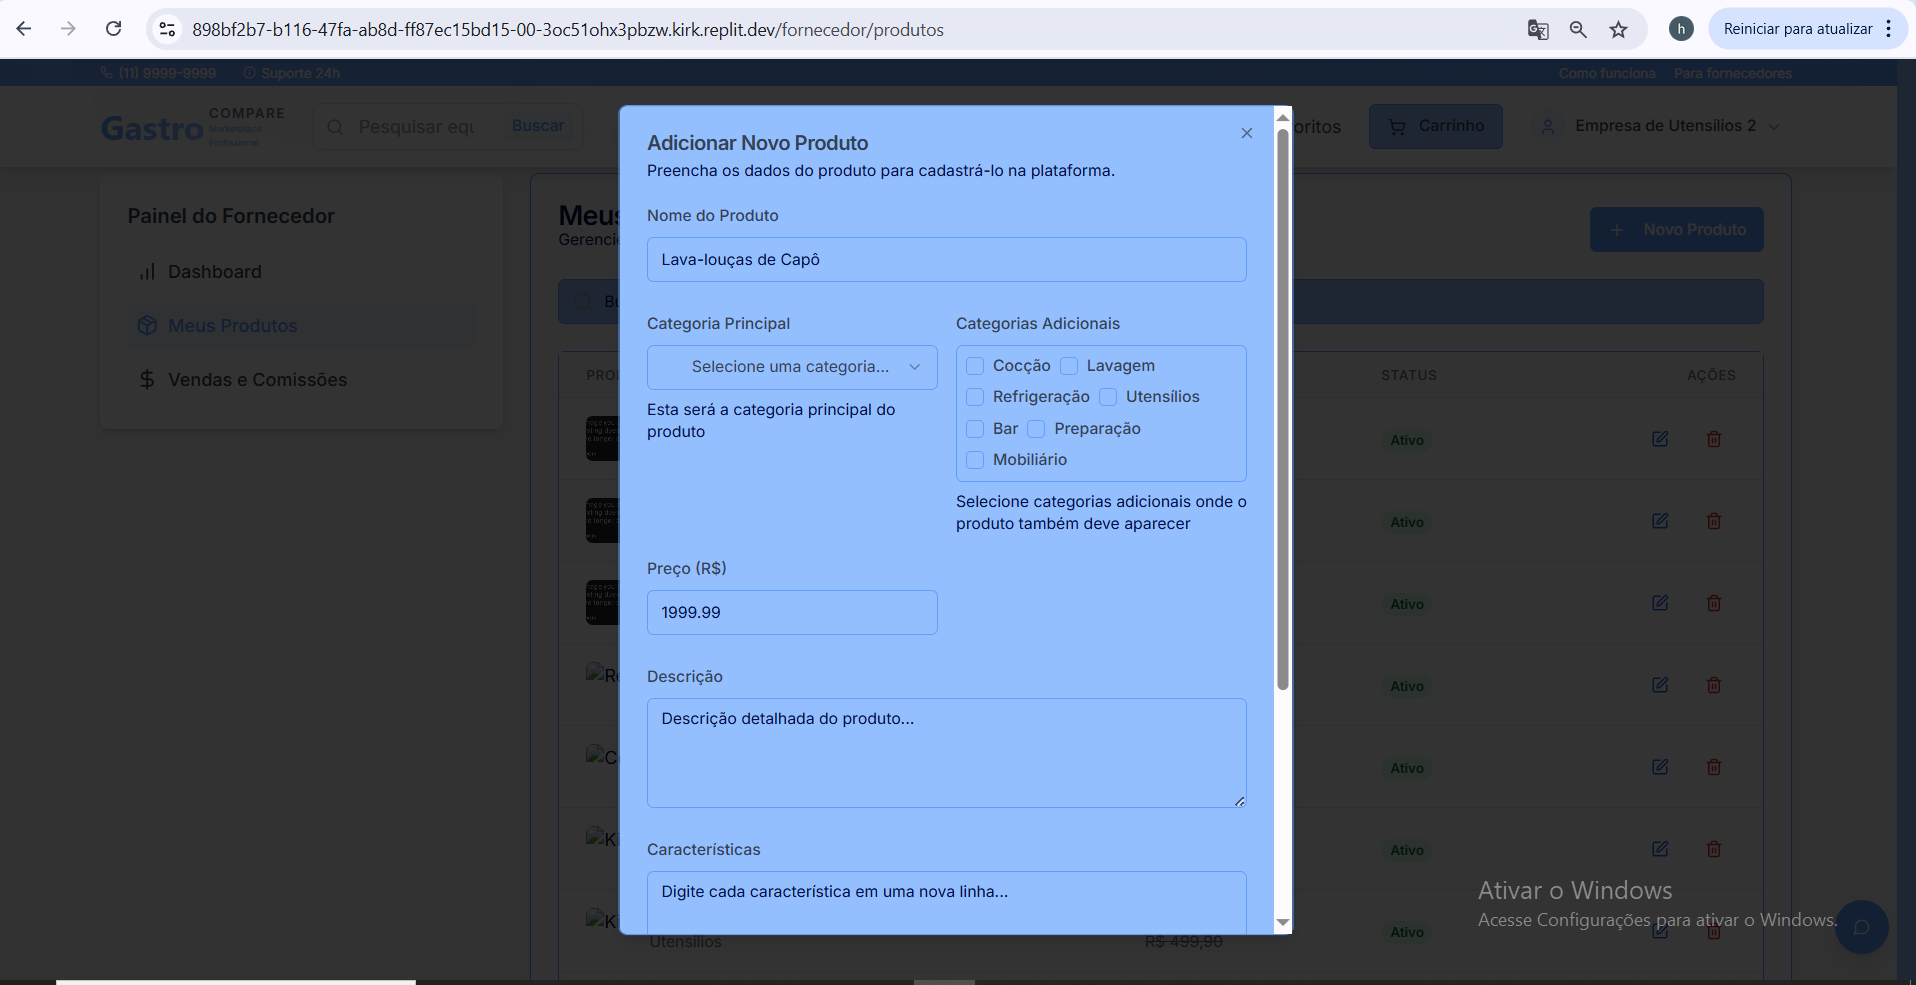 898bf2b7-b116-47fa-ab8d-ff87ec15bd15-00-3oc51ohx3pbzw.kirk.replit.dev/fornecedor/produtos
h
Reiniciar para atualizar
(11) 9999-9999
Suporte 24h
Como funciona
Para fornecedores
Gastro
COMPARE
Marketplace
Profissional
Pesquisar equ
Buscar
oritos
Carrinho
Empresa de Utensílios 2
Painel do Fornecedor
Dashboard
Meus Produtos
Vendas e Comissões
Meus
Gerencie
Novo Produto
Bu
PRO
STATUS
AÇÕES
Ativo
Ativo
Ativo
Re
Ativo
Co
Ativo
Ki
Ativo
Ki
Ativo
Utensílios
R$ 499,90
Adicionar Novo Produto
Preencha os dados do produto para cadastrá-lo na plataforma.
Nome do Produto
Lava-louças de Capô
Categoria Principal
Selecione uma categoria...
Esta será a categoria principal do
produto
Categorias Adicionais
Cocção
Lavagem
Refrigeração
Utensílios
Bar
Preparação
Mobiliário
Selecione categorias adicionais onde o
produto também deve aparecer
Preço (R$)
1999.99
Descrição
Descrição detalhada do produto...
Características
Digite cada característica em uma nova linha...
Ativar o Windows
Acesse Configurações para ativar o Windows.